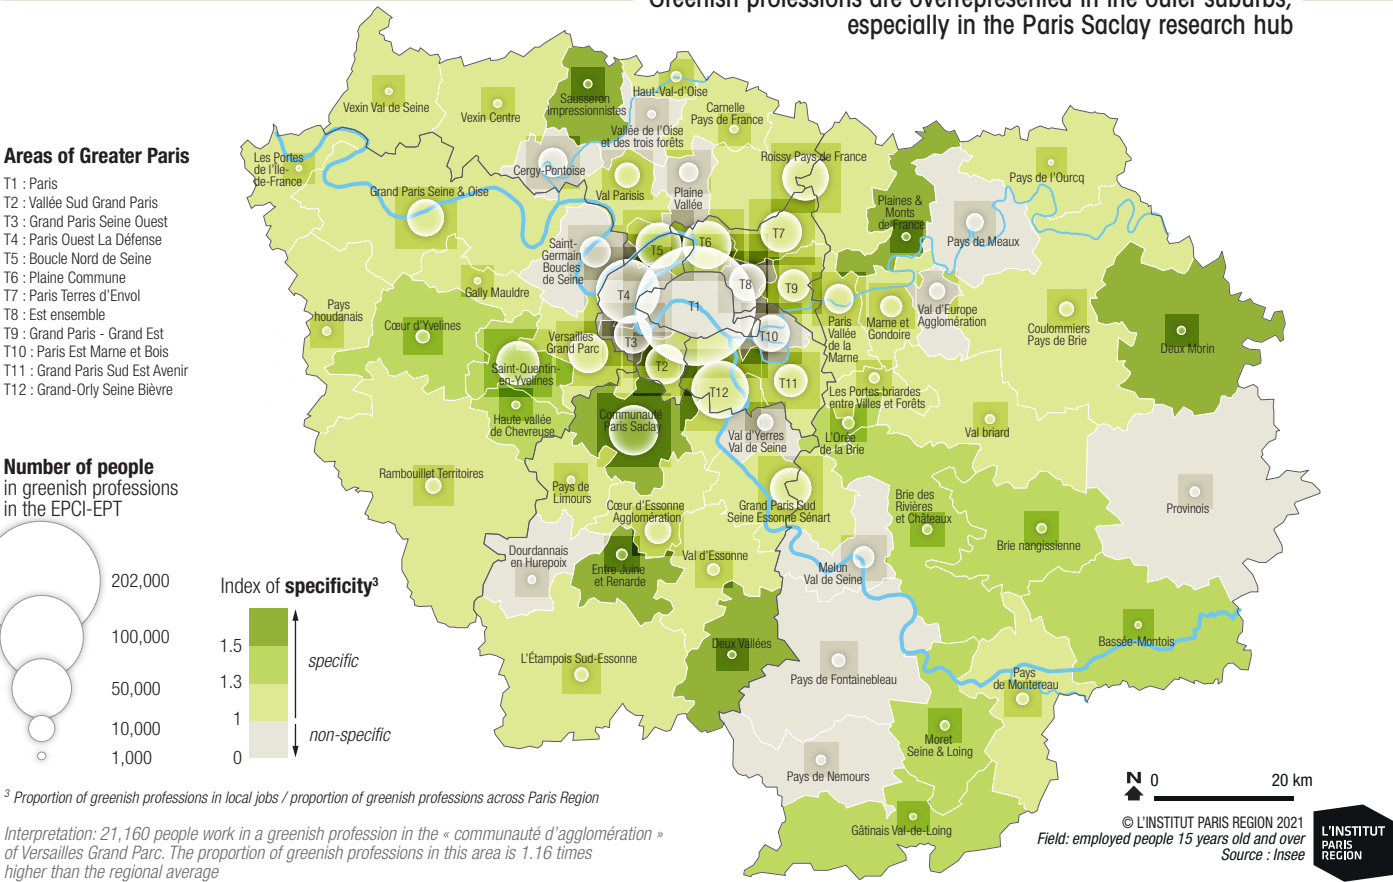 Greenish professions are overrepresented in the outer suburbs,
especially in the Paris Saclay research hub
Areas of Greater Paris
T1 : Paris
T2 : Vallée Sud Grand Paris
T3 : Grand Paris Seine Ouest
T4 : Paris Ouest La Défense
T5 : Boucle Nord de Seine
T6 : Plaine Commune
T7 : Paris Terres d'Envol
T8 : Est ensemble
T9 : Grand Paris - Grand Est
T10 : Paris Est Marne et Bois
T11 : Grand Paris Sud Est Avenir
T12 : Grand-Orly Seine Bièvre
Number of people
in greenish professions
in the EPCI-EPT
202,000
100,000
50,000
10,000
1,000
Index of specificity³
1.5
1.3
1
0
specific
non-specific
Vexin Val de Seine
Vexin Centre
Sausseron
Impressionnistes
Haut-Val-d'Oise
Vallée de l'Oise
et des trois forêts
Carnelle
Pays de France
Les Portes
de l'Île-
de-France
Cergy-Pontoise
Val Parisis
Plaine
Vallée
Roissy Pays de France
Grand Paris Seine & Oise
Plaines &
Monts
de France
Pays de l'Ourcq
Pays de Meaux
Saint-
Germain
Boucles
de Seine
T5
T6
T7
T4
T1
T8
T9
T3
T10
T2
T12
T11
Gally Mauldre
Pays
houdanais
Cœur d'Yvelines
Versailles
Grand Parc
Saint-Quentin-
en-Yvelines
Paris
Vallée
de la
Marne
Marne et
Gondoire
Val d'Europe
Agglomération
Coulommiers
Pays de Brie
Deux Morin
Haute vallée
de Chevreuse
Communauté
Paris Saclay
Val d'Yerres
Val de Seine
Les Portes briardes
entre Villes et Forêts
L'Orée
de la Brie
Val briard
Rambouillet Territoires
Pays de
Limours
Cœur d'Essonne
Agglomération
Grand Paris Sud
Seine Essonne Sénart
Brie des
Rivières
et Châteaux
Brie nangissienne
Provinois
Dourdannais
en Hurepoix
Entre Juine
et Renarde
Val d'Essonne
Melun
Val de Seine
L'Étampois Sud-Essonne
Deux Vallées
Pays de Fontainebleau
Bassée-Montois
Pays
de Montereau
Moret
Seine & Loing
Pays de Nemours
Gâtinais Val-de-Loing
³ Proportion of greenish professions in local jobs / proportion of greenish professions across Paris Region
Interpretation: 21,160 people work in a greenish profession in the « communauté d'agglomération »
of Versailles Grand Parc. The proportion of greenish professions in this area is 1.16 times
higher than the regional average
N 0 20 km
© L'INSTITUT PARIS REGION 2021
Field: employed people 15 years old and over
Source : Insee
L'INSTITUT
PARIS
REGION